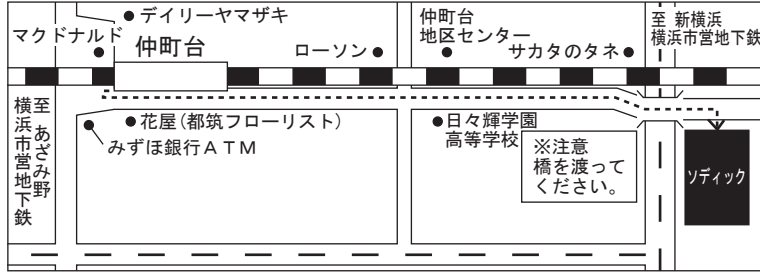 デイリーヤマザキ
マクドナルド
仲町台
ローソン
仲町台
地区センター
サカタのタネ
至 新横浜
横浜市営地下鉄
至 あざみ野
横浜市営地下鉄
花屋(都筑フローリスト)
みずほ銀行ATM
日々輝学園
高等学校
※注意
橋を渡って
ください。
ソディック